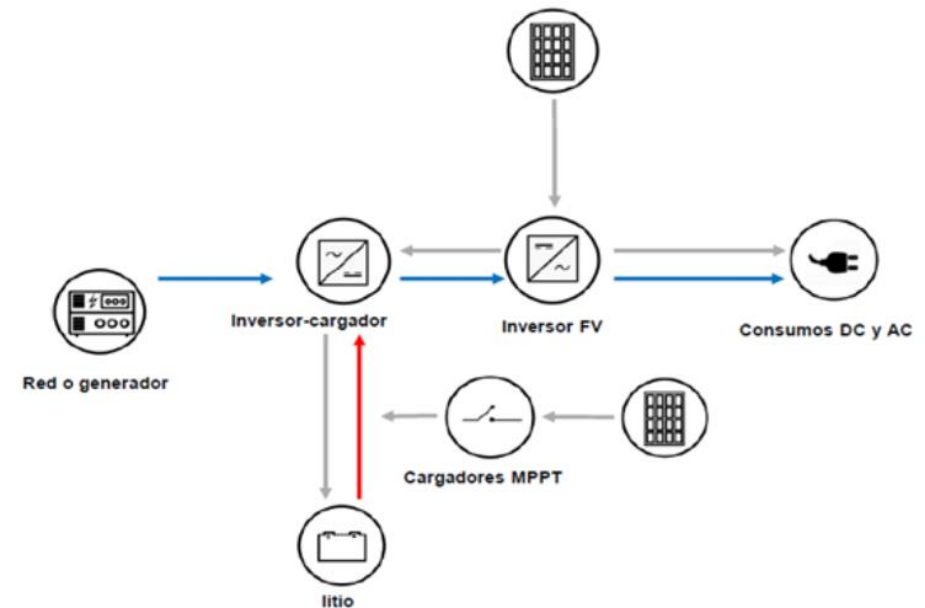 Inversor-cargador
Inversor FV
Consumos DC y AC
Red o generador
Cargadores MPPT
litio